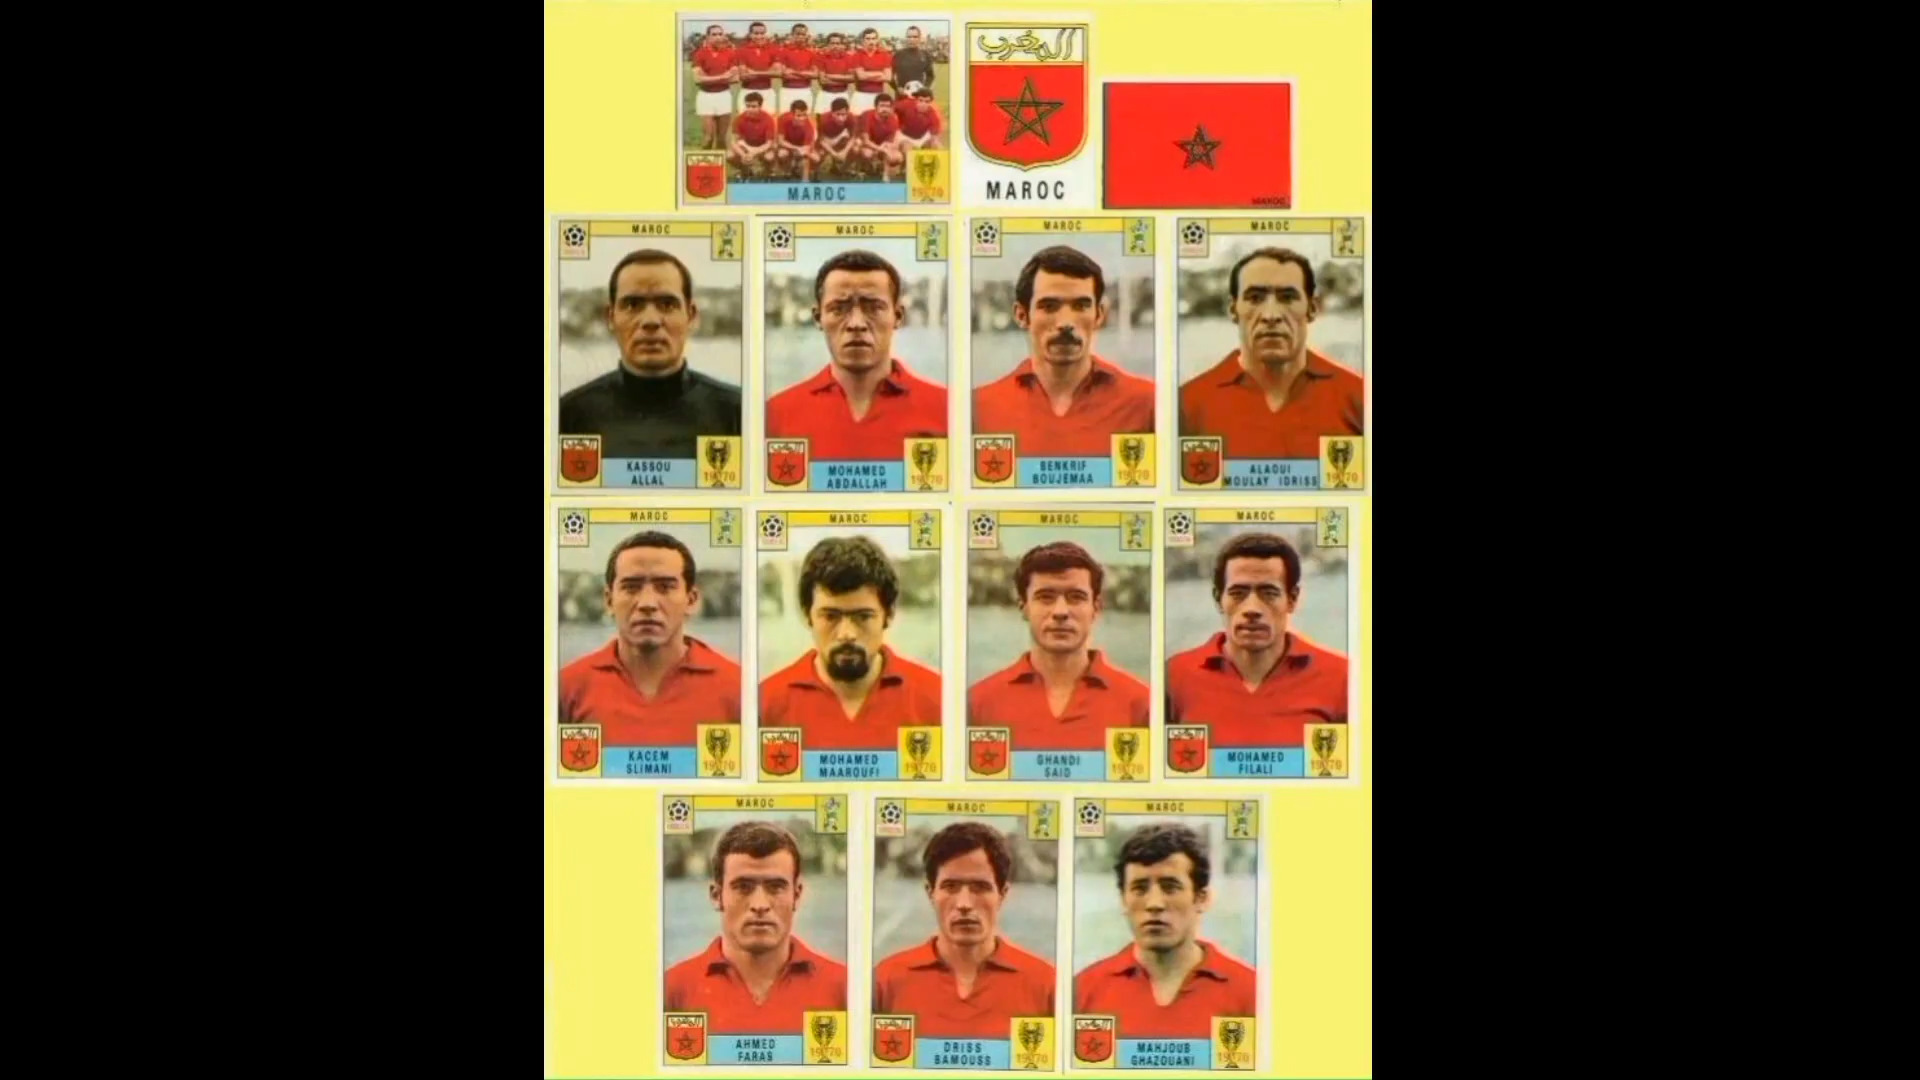 المغرب
MAROC
1970
MAROC
MAROC
MAROC
KASSOU
ALLAL
1970
MAROC
MOHAMED
ABDALLAH
1970
MAROC
BENKRIF
BOUJEMAA
1970
MAROC
ALAOUI
MOULAY IDRISS
1970
MAROC
KACEM
SLIMANI
1970
MAROC
MOHAMED
MAAROUFI
1970
MAROC
GHANDI
SAID
1970
MAROC
MOHAMED
FILALI
1970
MAROC
AHMED
FARAS
1970
MAROC
DRISS
BAMOUSS
1970
MAROC
MAHJOUB
GHAZOUANI
1970